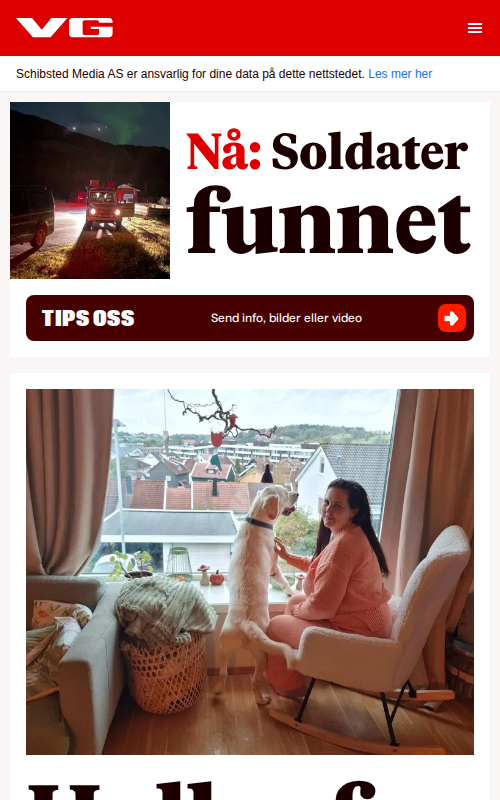 VG
Schibsted Media AS er ansvarlig for dine data på dette nettstedet. Les mer her
Nå: Soldater
funnet
TIPS OSS
Send info, bilder eller video